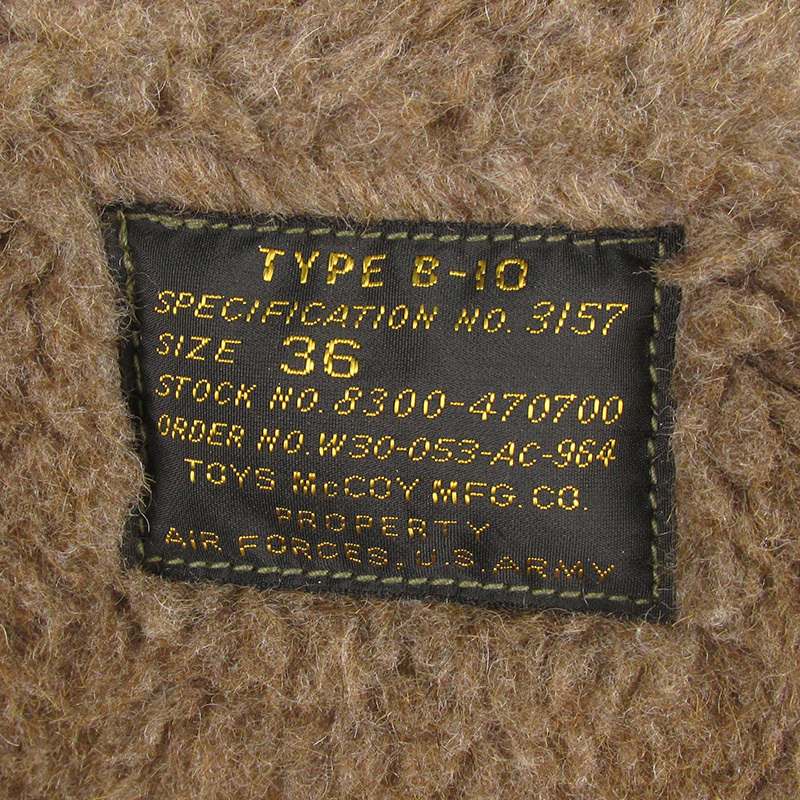 TYPE B-10
SPECIFICATION NO. 3157
SIZE 36
STOCK NO. 8300-470700
ORDER NO. W30-053-AC-964
TOYS McCOY MFG. CO.
PROPERTY
AIR FORCES, U.S. ARMY